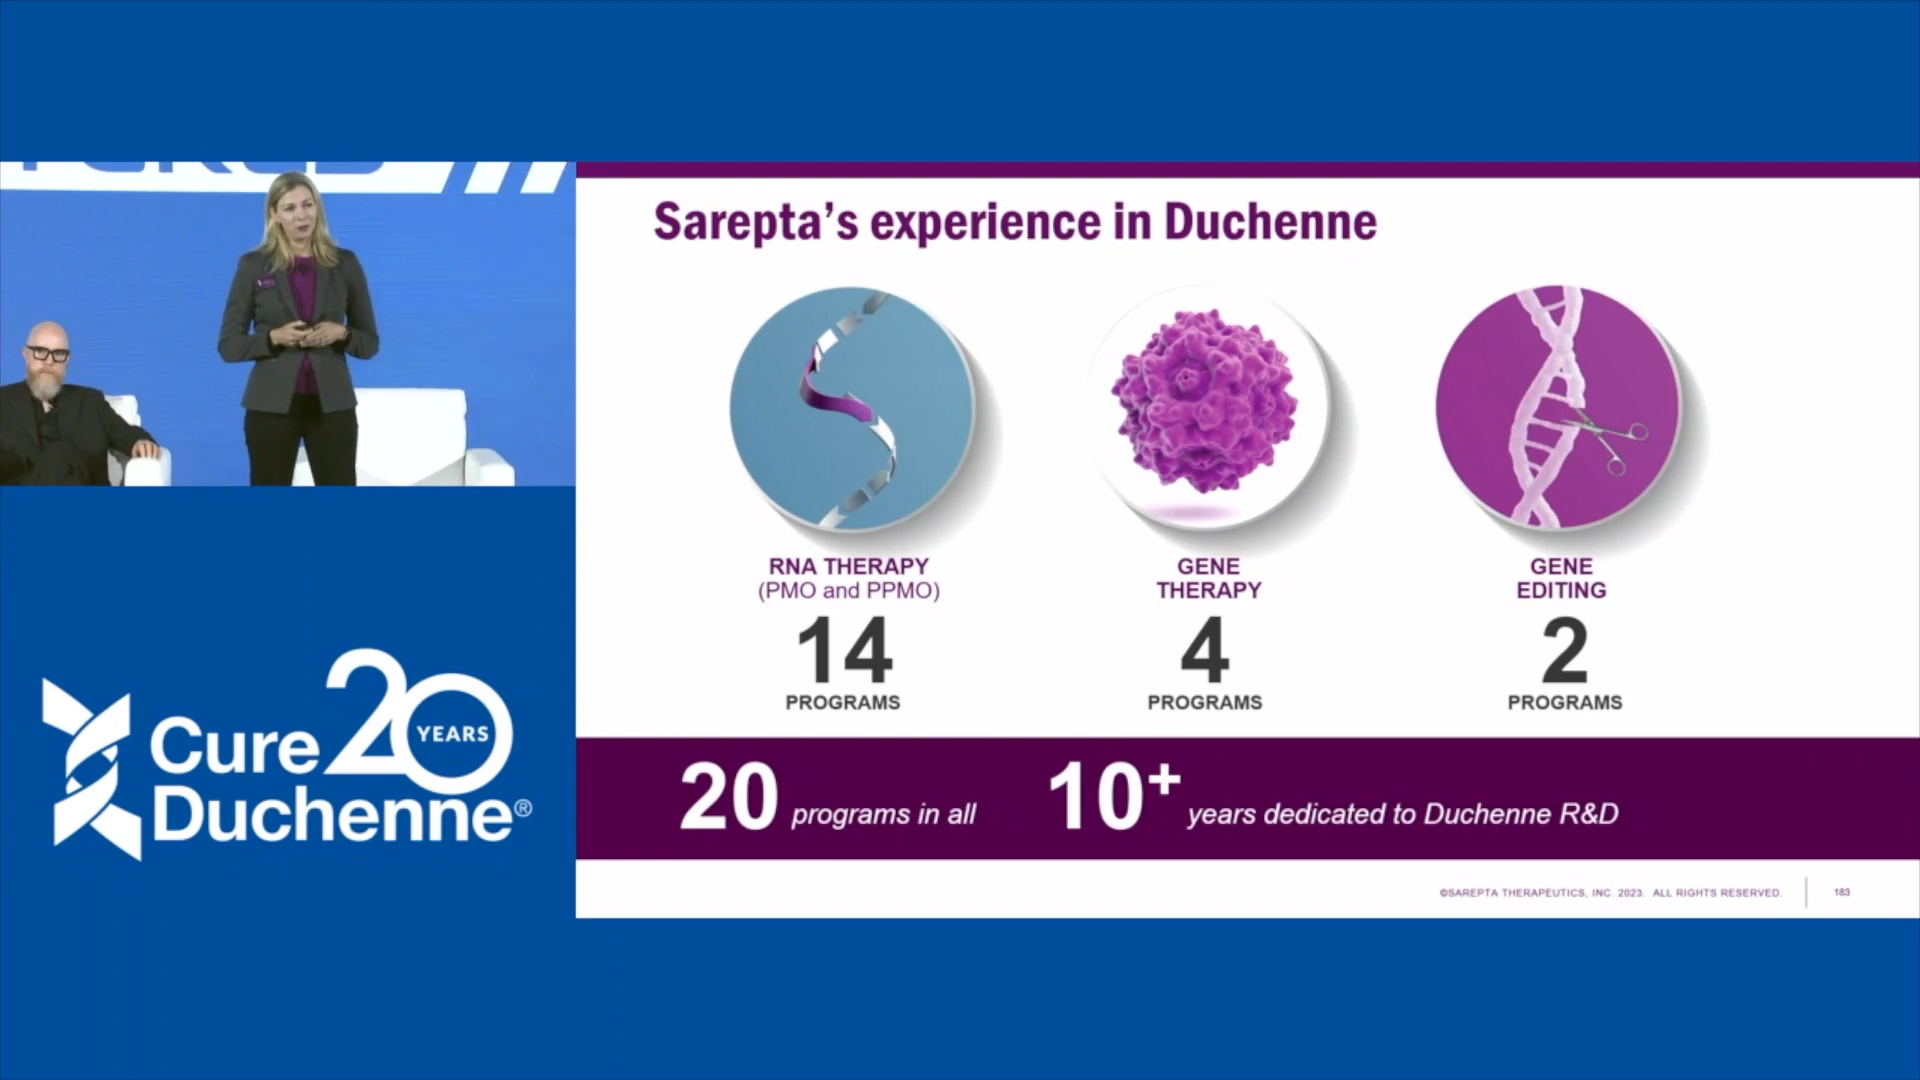 Sarepta’s experience in Duchenne
RNA THERAPY
(PMO and PPMO)
14
PROGRAMS
GENE
THERAPY
4
PROGRAMS
GENE
EDITING
2
PROGRAMS
20 programs in all
10+ years dedicated to Duchenne R&D
©SAREPTA THERAPEUTICS, INC. 2023. ALL RIGHTS RESERVED.
183
Cure 20 YEARS
Duchenne®